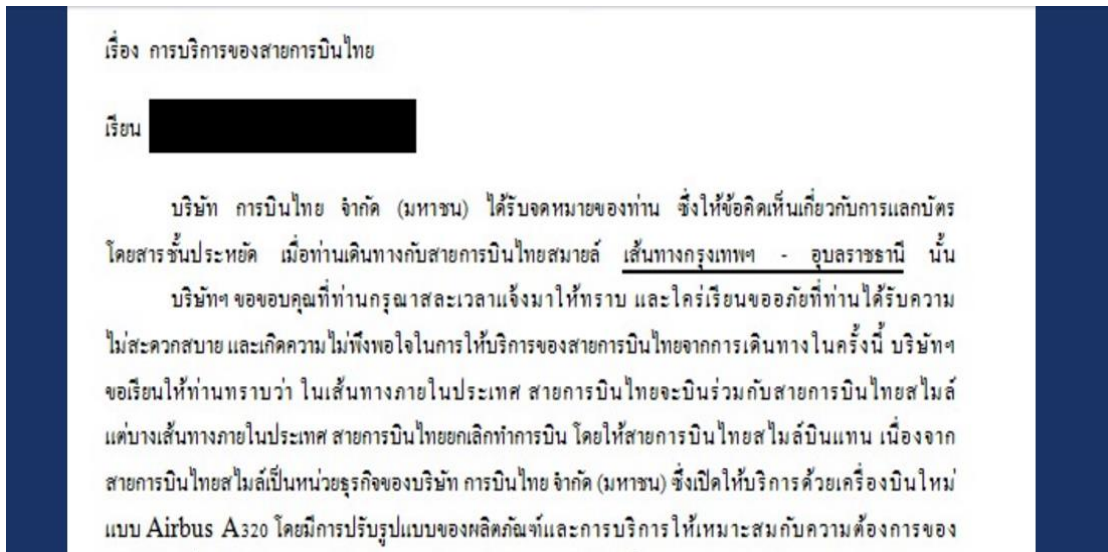 เรื่อง การบริการของสายการบินไทย
เรียน
บริษัท การบินไทย จำกัด (มหาชน) ได้รับจดหมายของท่าน ซึ่งให้ข้อคิดเห็นเกี่ยวกับการแลกบัตร
โดยสารชั้นประหยัด เมื่อท่านเดินทางกับสายการบินไทยสมายล์ เส้นทางกรุงเทพฯ - อุบลราชธานี นั้น
บริษัทฯ ขอขอบคุณที่ท่านกรุณาสละเวลาแจ้งมาให้ทราบ และใคร่เรียนขออภัยที่ท่านได้รับความ
ไม่สะดวกสบาย และเกิดความไม่พึงพอใจในการให้บริการของสายการบินไทยจากการเดินทางในครั้งนี้ บริษัทฯ
ขอเรียนให้ท่านทราบว่า ในเส้นทางภายในประเทศ สายการบินไทยจะบินร่วมกับสายการบินไทยสไมล์
แต่บางเส้นทางภายในประเทศ สายการบินไทยยกเลิกทำการบิน โดยให้สายการบินไทยสไมล์บินแทน เนื่องจาก
สายการบินไทยสไมล์เป็นหน่วยธุรกิจของบริษัท การบินไทย จำกัด (มหาชน) ซึ่งเปิดให้บริการด้วยเครื่องบินใหม่
แบบ Airbus A320 โดยมีการปรับรูปแบบของผลิตภัณฑ์และการบริการให้เหมาะสมกับความต้องการของ